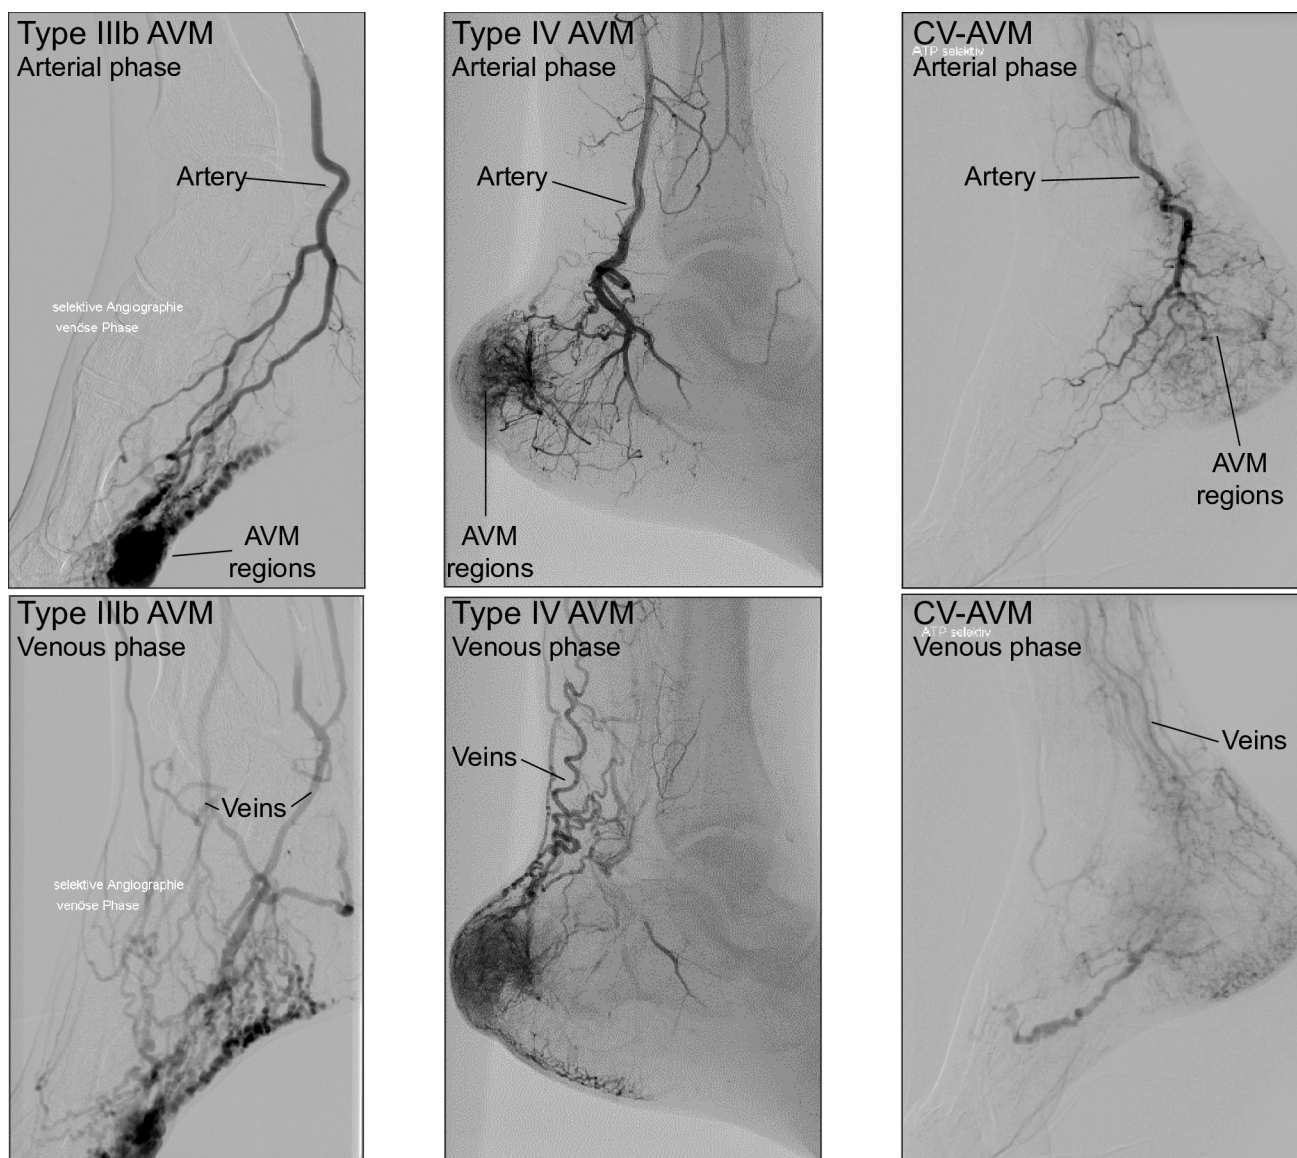 Type IIIb AVM
Arterial phase
Artery
selektive Angiographie
venöse Phase
AVM
regions
Type IV AVM
Arterial phase
Artery
AVM
regions
CV-AVM
ATP selektiv
Arterial phase
Artery
AVM
regions
Type IIIb AVM
Venous phase
Veins
selektive Angiographie
venöse Phase
Type IV AVM
Venous phase
Veins
CV-AVM
ATP selektiv
Venous phase
Veins